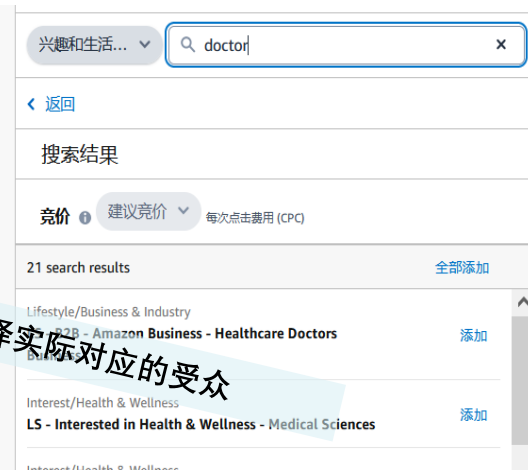 兴趣和生活...
doctor
返回
搜索结果
竞价 建议竞价 每次点击费用 (CPC)
21 search results 全部添加
Lifestyle/Business & Industry
B2B - Amazon Business - Healthcare Doctors
添加
实际对应的受众
Interest/Health & Wellness
LS - Interested in Health & Wellness - Medical Sciences
添加
Interest/Health & Wellness